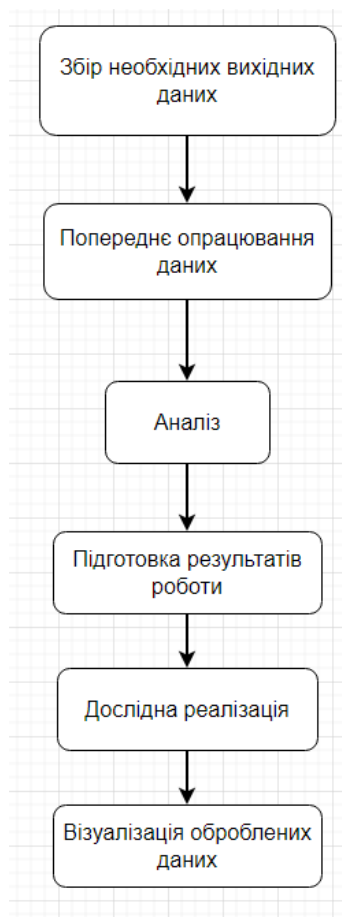 Збір необхідних вихідних
даних
Попереднє опрацювання
даних
Аналіз
Підготовка результатів
роботи
Дослідна реалізація
Візуалізація оброблених
даних